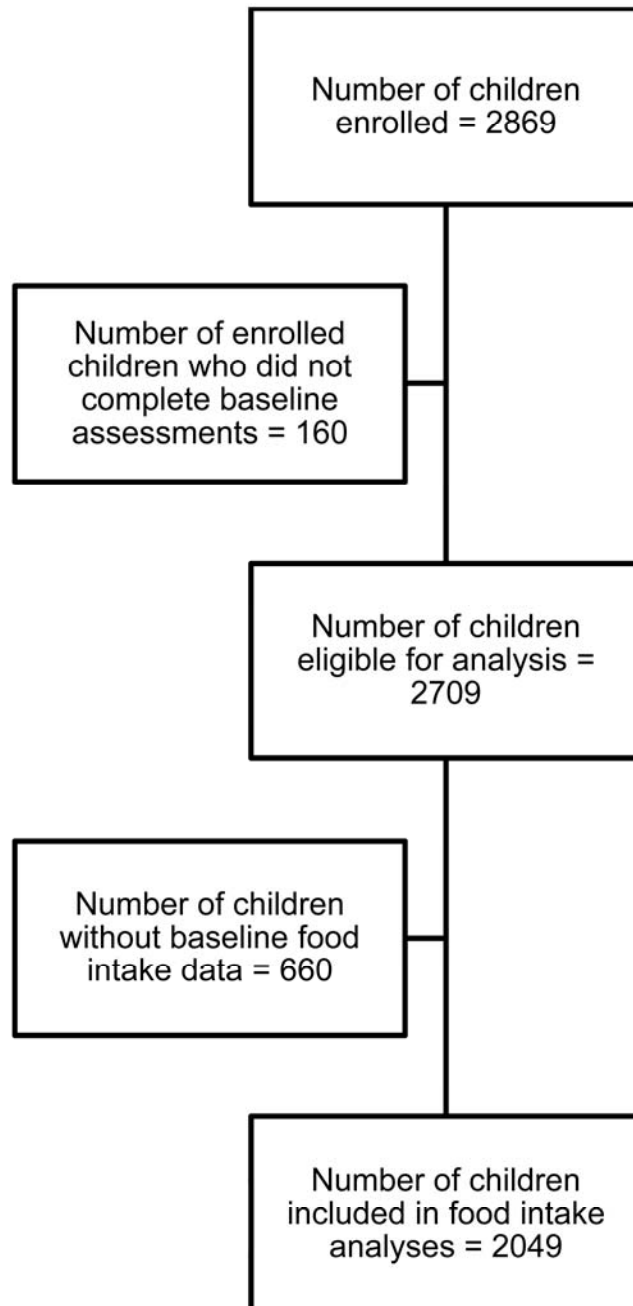 Number of children
enrolled = 2869
Number of enrolled
children who did not
complete baseline
assessments = 160
Number of children
eligible for analysis =
2709
Number of children
without baseline food
intake data = 660
Number of children
included in food intake
analyses = 2049